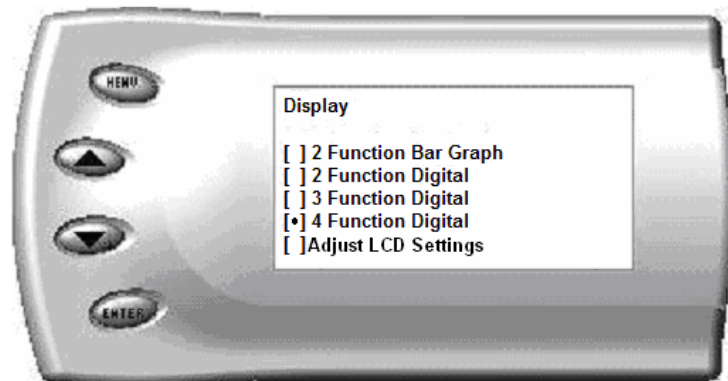 MENU
Display
[ ] 2 Function Bar Graph
[ ] 2 Function Digital
[ ] 3 Function Digital
[•] 4 Function Digital
[ ]Adjust LCD Settings
ENTER